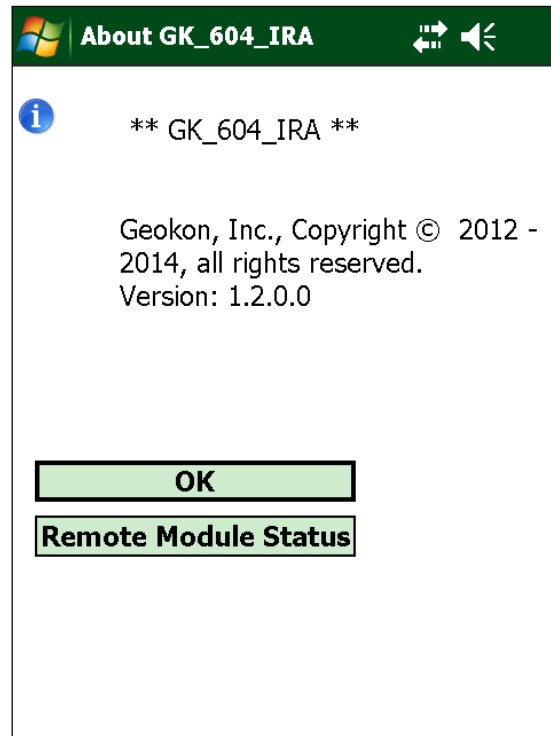 About GK_604_IRA
** GK_604_IRA **
Geokon, Inc., Copyright © 2012 -
2014, all rights reserved.
Version: 1.2.0.0
OK
Remote Module Status